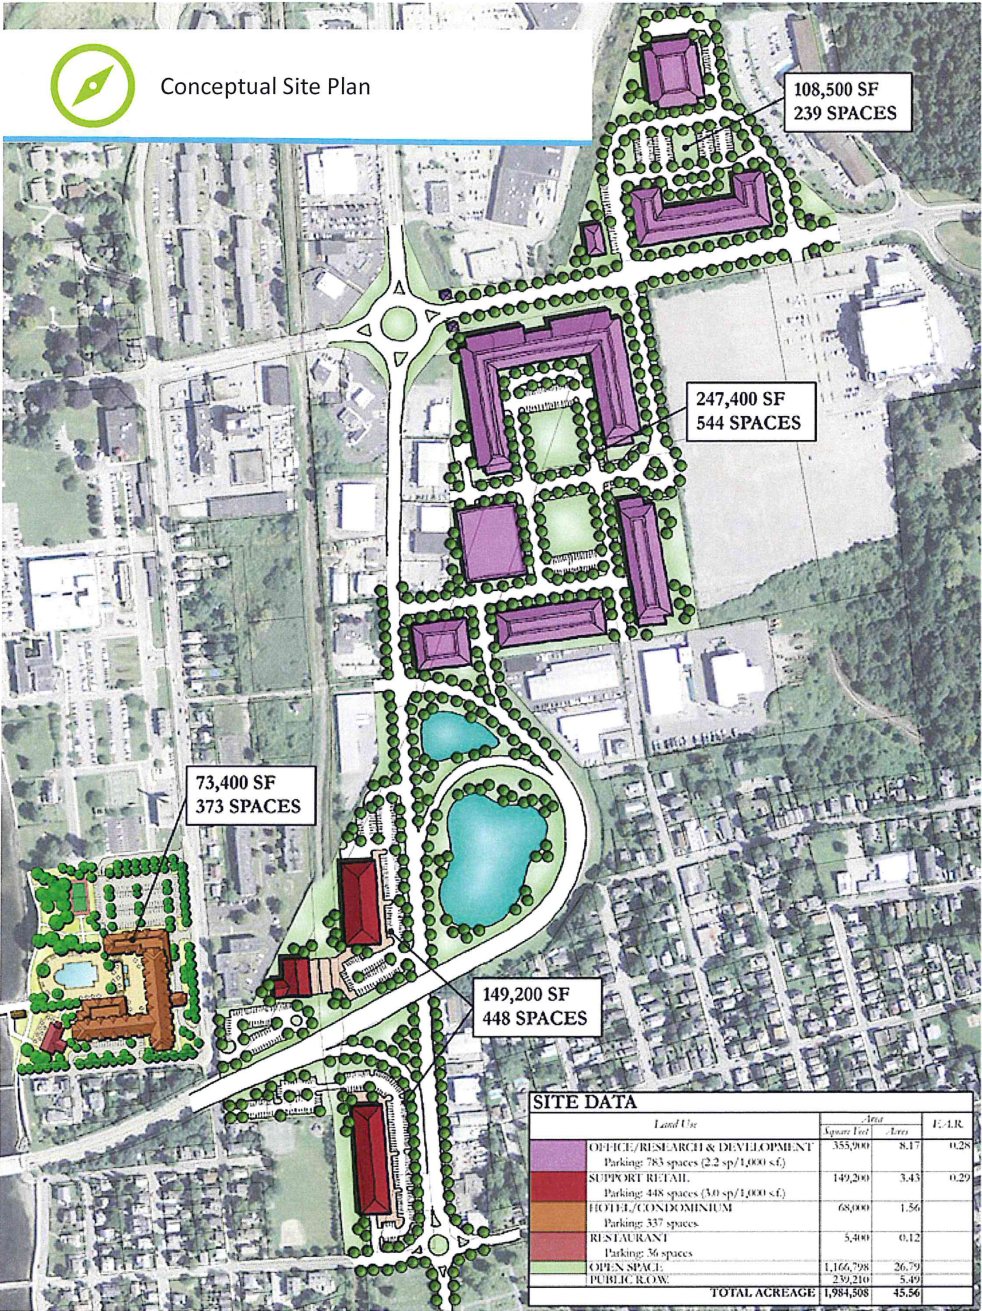 Conceptual Site Plan
108,500 SF
239 SPACES
247,400 SF
544 SPACES
73,400 SF
373 SPACES
149,200 SF
448 SPACES
SITE DATA
Land Use Area F.A.R.
Square Feet Acres
OFFICE/RESEARCH & DEVELOPMENT 355,900 8.17 0.28
Parking: 783 spaces (2.2 sp/1,000 s.f.)
SUPPORT RETAIL 149,200 3.43 0.29
Parking: 448 spaces (3.0 sp/1,000 s.f.)
HOTEL/CONDOMINIUM 68,000 1.56
Parking: 337 spaces
RESTAURANT 5,400 0.12
Parking: 36 spaces
OPEN SPACE 1,166,798 26.79
PUBLIC R.O.W. 239,210 5.49
TOTAL ACREAGE 1,984,508 45.56